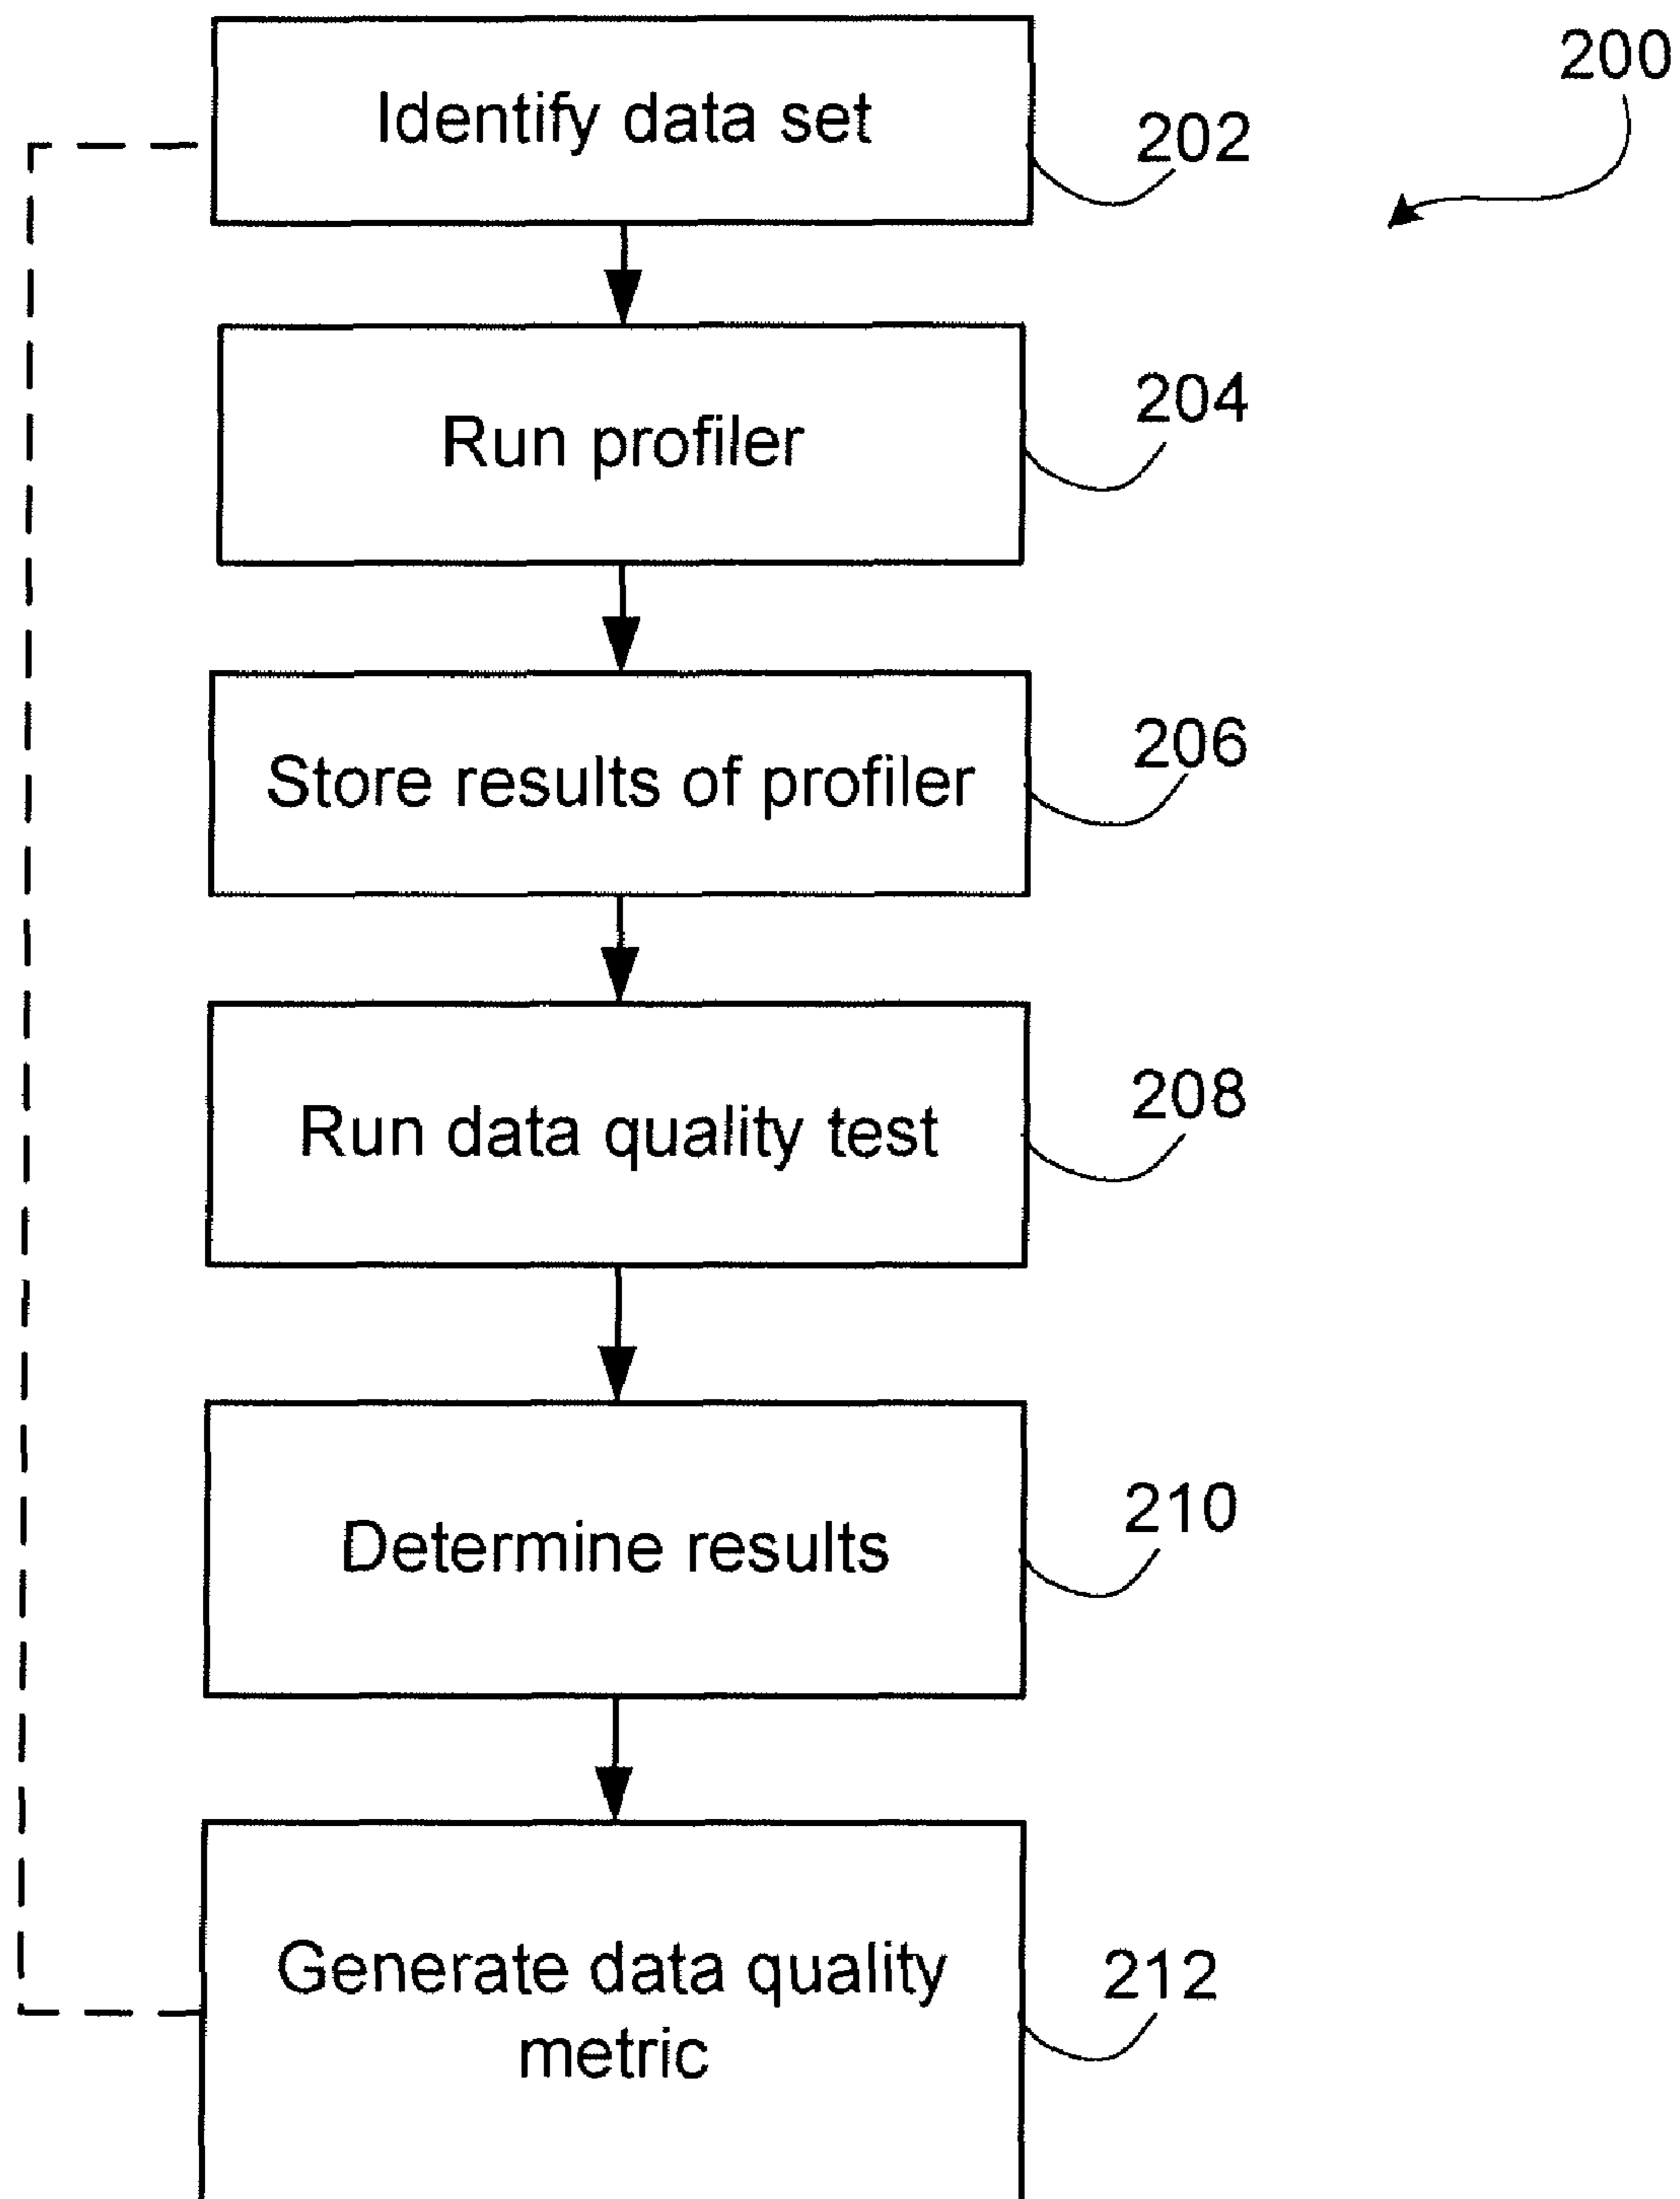 200
Identify data set
202
Run profiler
204
Store results of profiler
206
Run data quality test
208
Determine results
210
Generate data quality
metric
212